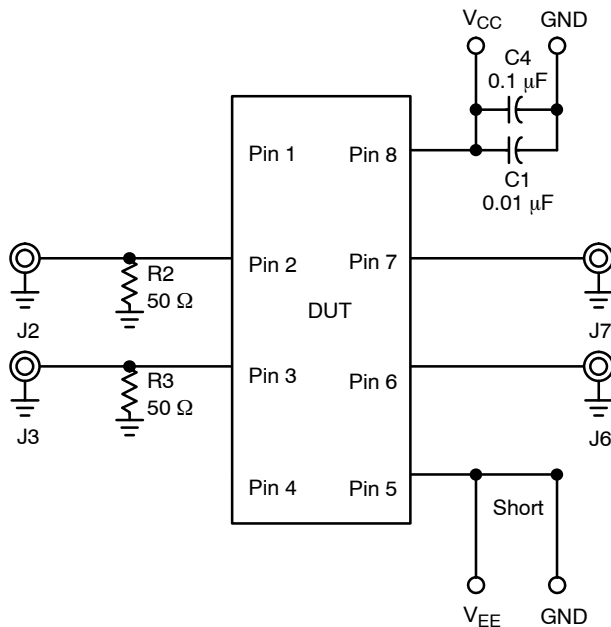 V_CC
GND
C4
0.1 µF
Pin 1
Pin 8
C1
0.01 µF
Pin 2
Pin 7
R2
50 Ω
DUT
J2
J7
Pin 3
Pin 6
R3
50 Ω
J3
J6
Pin 4
Pin 5
Short
V_EE
GND